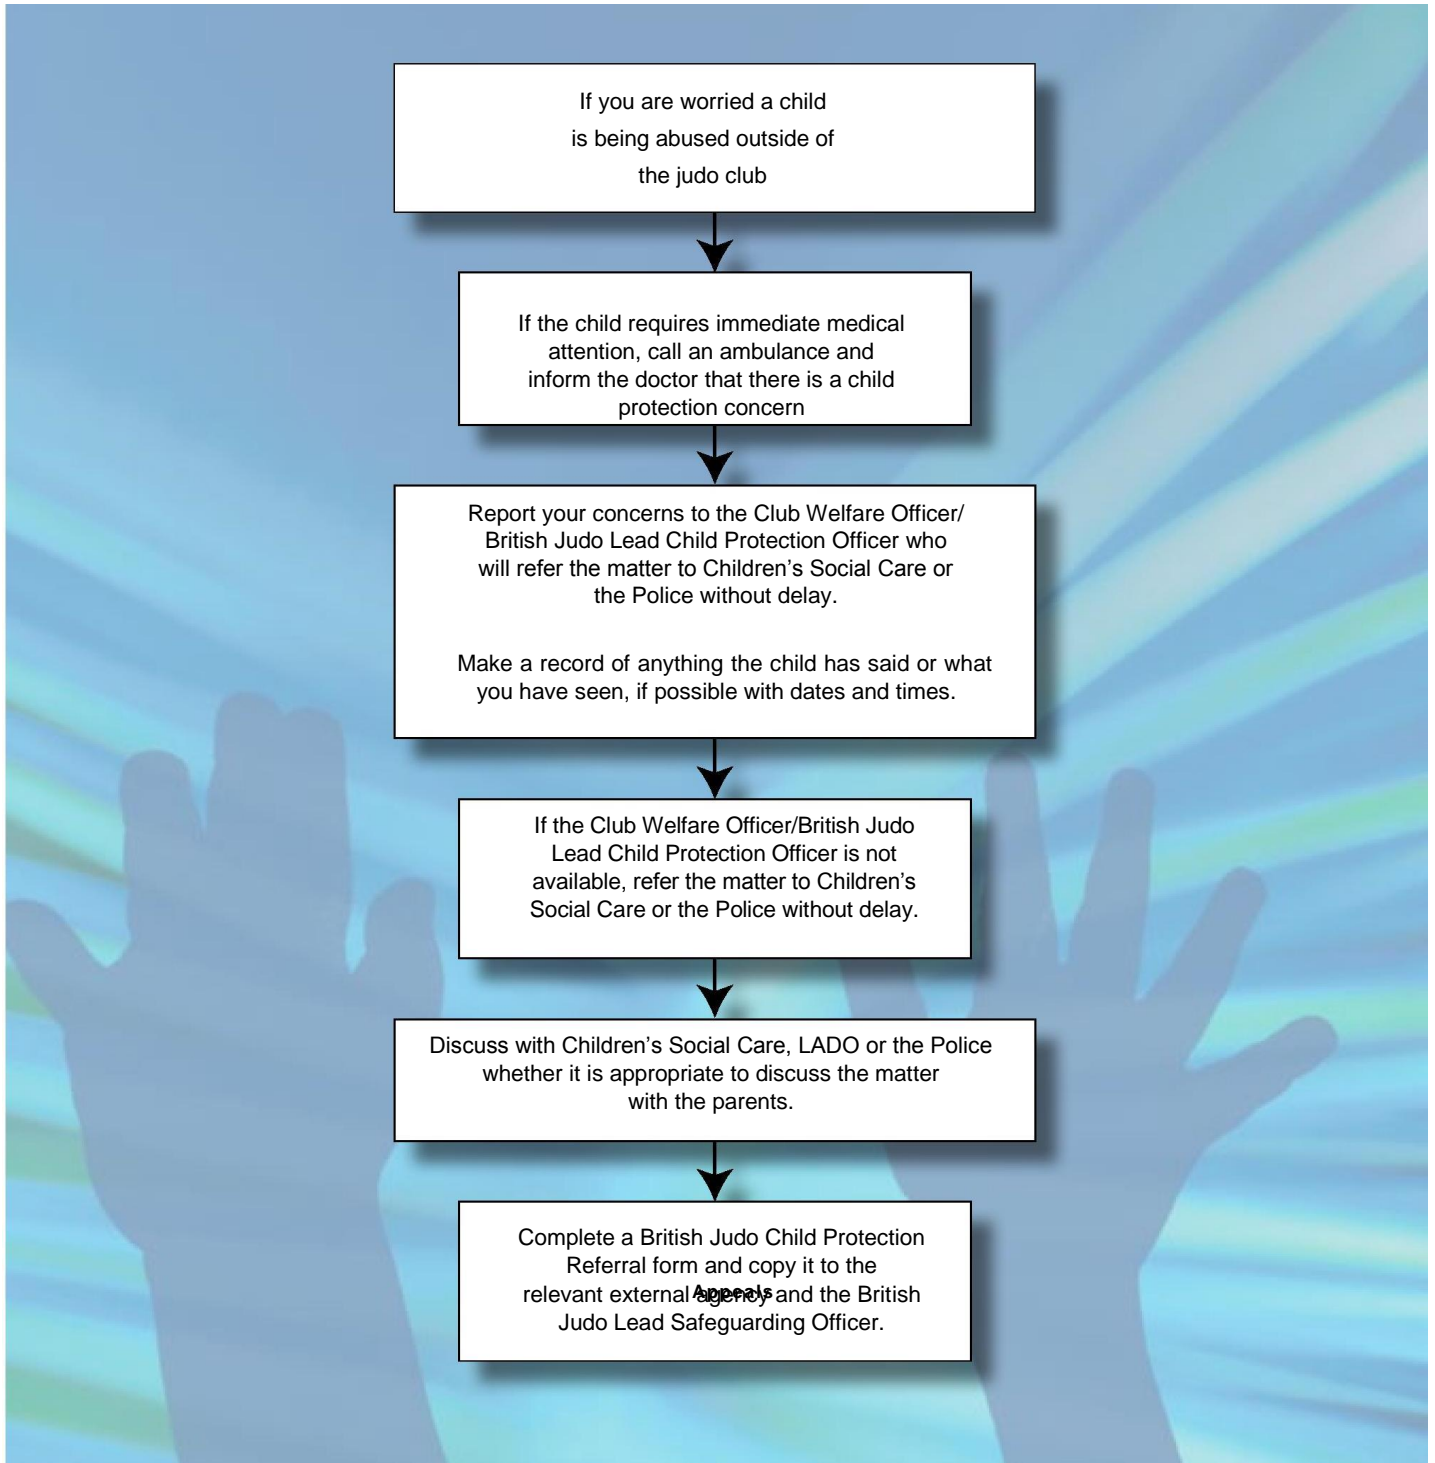 If you are worried a child
is being abused outside of
the judo club
If the child requires immediate medical
attention, call an ambulance and
inform the doctor that there is a child
protection concern
Report your concerns to the Club Welfare Officer/
British Judo Lead Child Protection Officer who
will refer the matter to Children’s Social Care or
the Police without delay.
Make a record of anything the child has said or what
you have seen, if possible with dates and times.
If the Club Welfare Officer/British Judo
Lead Child Protection Officer is not
available, refer the matter to Children’s
Social Care or the Police without delay.
Discuss with Children’s Social Care, LADO or the Police
whether it is appropriate to discuss the matter
with the parents.
Complete a British Judo Child Protection
Referral form and copy it to the
relevant external agency and the British
Appeals
Judo Lead Safeguarding Officer.